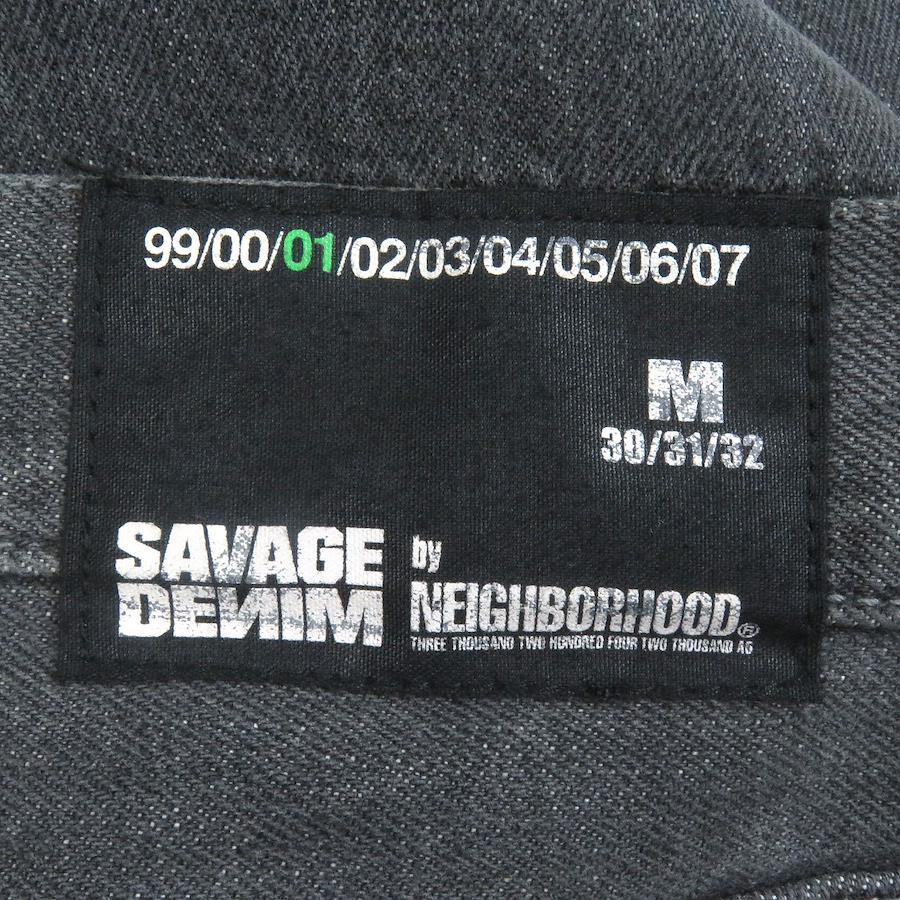 99/00/01/02/03/04/05/06/07
M
30/31/32
SAVAGE
DEИIM
by
NEIGHBORHOOD®
THREE THOUSAND TWO HUNDRED FOUR TWO THOUSAND AG